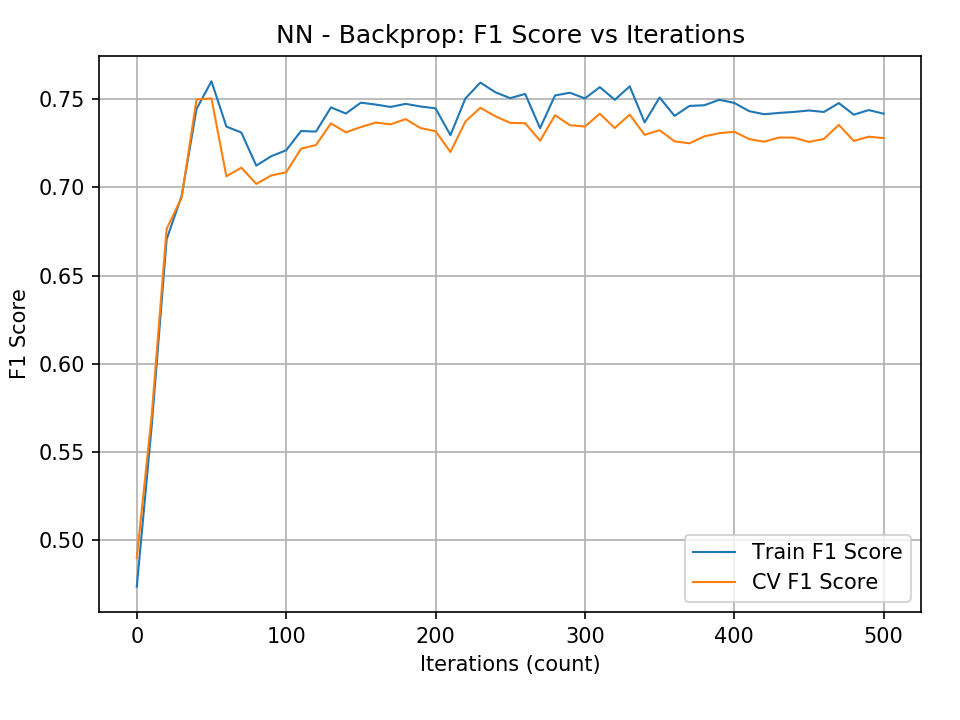 NN - Backprop: F1 Score vs Iterations
F1 Score
0.75
0.70
0.65
0.60
0.55
0.50
Train F1 Score
CV F1 Score
0 100 200 300 400 500
Iterations (count)